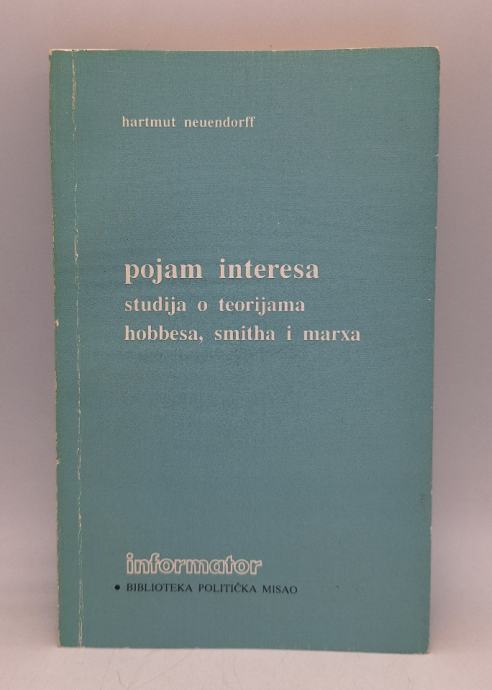 hartmut neuendorff
pojam interesa
studija o teorijama
hobbesa, smitha i marxa
informator
• BIBLIOTEKA POLITIČKA MISAO